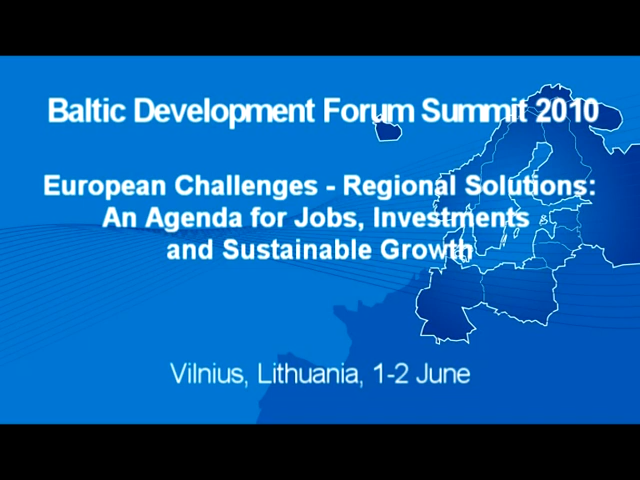 Baltic Development Forum Summit 2010
European Challenges - Regional Solutions:
An Agenda for Jobs, Investments
and Sustainable Growth
Vilnius, Lithuania, 1-2 June